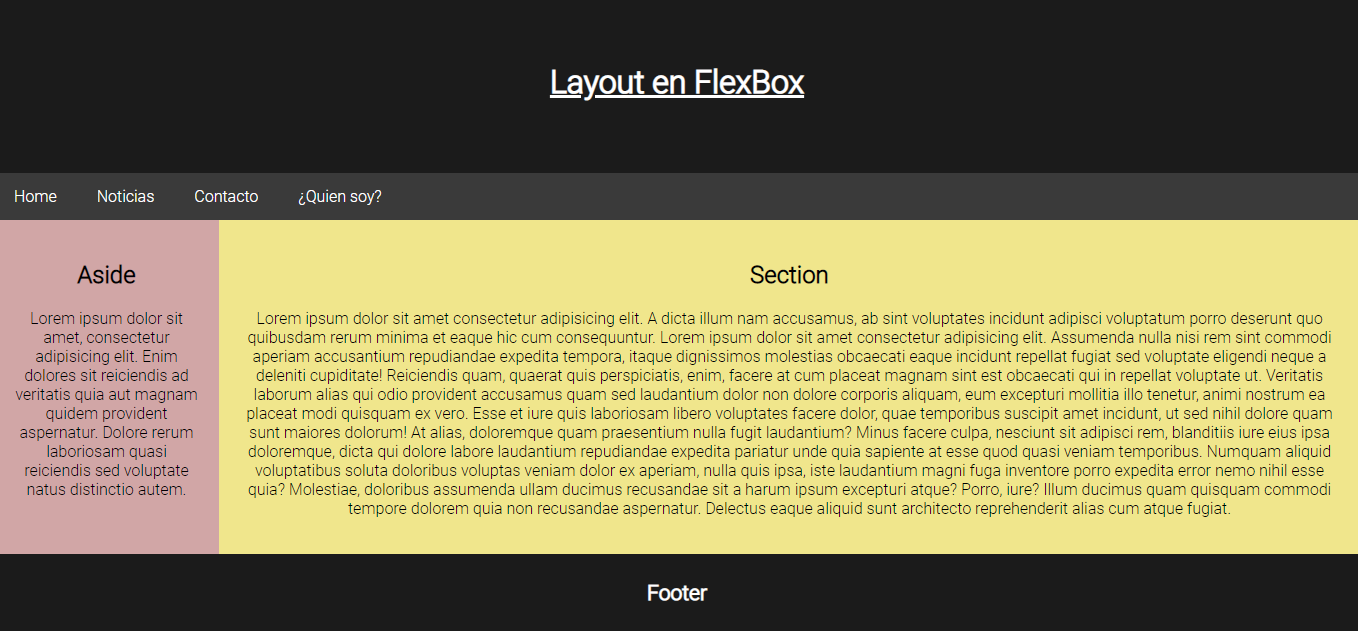 Layout en FlexBox
Home Noticias Contacto ¿Quien soy?
Aside
Lorem ipsum dolor sit
amet, consectetur
adipisicing elit. Enim
dolores sit reiciendis ad
veritatis quia aut magnam
quidem provident
aspernatur. Dolore rerum
laboriosam quasi
reiciendis sed voluptate
natus distinctio autem.
Section
Lorem ipsum dolor sit amet consectetur adipisicing elit. A dicta illum nam accusamus, ab sint voluptates incidunt adipisci voluptatum porro deserunt quo
quibusdam rerum minima et eaque hic cum consequuntur. Lorem ipsum dolor sit amet consectetur adipisicing elit. Assumenda nulla nisi rem sint commodi
aperiam accusantium repudiandae expedita tempora, itaque dignissimos molestias obcaecati eaque incidunt repellat fugiat sed voluptate eligendi neque a
deleniti cupiditate! Reiciendis quam, quaerat quis perspiciatis, enim, facere at cum placeat magnam sint est obcaecati qui in repellat voluptate ut. Veritatis
laborum alias qui odio provident accusamus quam sed laudantium dolor non dolore corporis aliquam, eum excepturi mollitia illo tenetur, animi nostrum ea
placeat modi quisquam ex vero. Esse et iure quis laboriosam libero voluptates facere dolor, quae temporibus suscipit amet incidunt, ut sed nihil dolore quam
sunt maiores dolorum! At alias, doloremque quam praesentium nulla fugit laudantium? Minus facere culpa, nesciunt sit adipisci rem, blanditiis iure eius ipsa
doloremque, dicta qui dolore labore laudantium repudiandae expedita pariatur unde quia sapiente at esse quod quasi veniam temporibus. Numquam aliquid
voluptatibus soluta doloribus voluptas veniam dolor ex aperiam, nulla quis ipsa, iste laudantium magni fuga inventore porro expedita error nemo nihil esse
quia? Molestiae, doloribus assumenda ullam ducimus recusandae sit a harum ipsum excepturi atque? Porro, iure? Illum ducimus quam quisquam commodi
tempore dolorem quia non recusandae aspernatur. Delectus eaque aliquid sunt architecto reprehenderit alias cum atque fugiat.
Footer